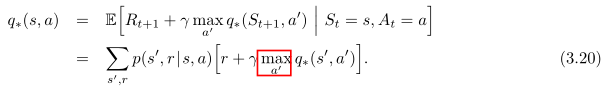 q∗(s, a) = 𝔼[R_{t+1} + γ max_{a′} q∗(S_{t+1}, a′) | S_t = s, A_t = a]
= ∑_{s′,r} p(s′, r|s, a)[r + γ max_{a′} q∗(s′, a′)]. (3.20)